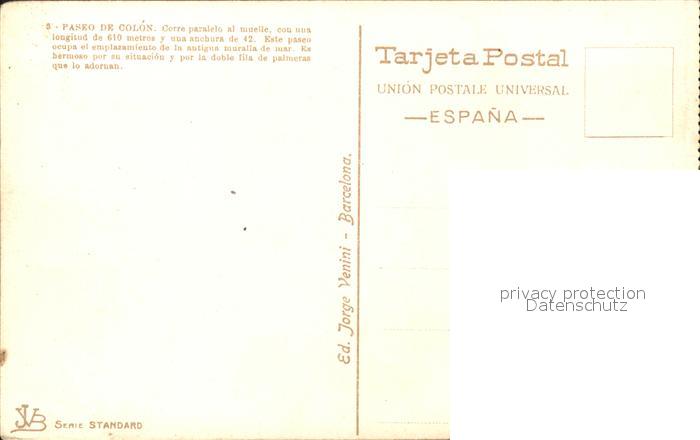 3 - PASEO DE COLÓN. Corre paralelo al muelle, con una
longitud de 610 metros y una anchura de 42. Este paseo
ocupa el emplazamiento de la antigua muralla de mar. Es
hermoso por su situación y por la doble fila de palmeras
que lo adornan.
Tarjeta Postal
UNIÓN POSTALE UNIVERSAL
—ESPAÑA—
Ed. Jorge Venini - Barcelona.
privacy protection
Datenschutz
JVB SERIE STANDARD